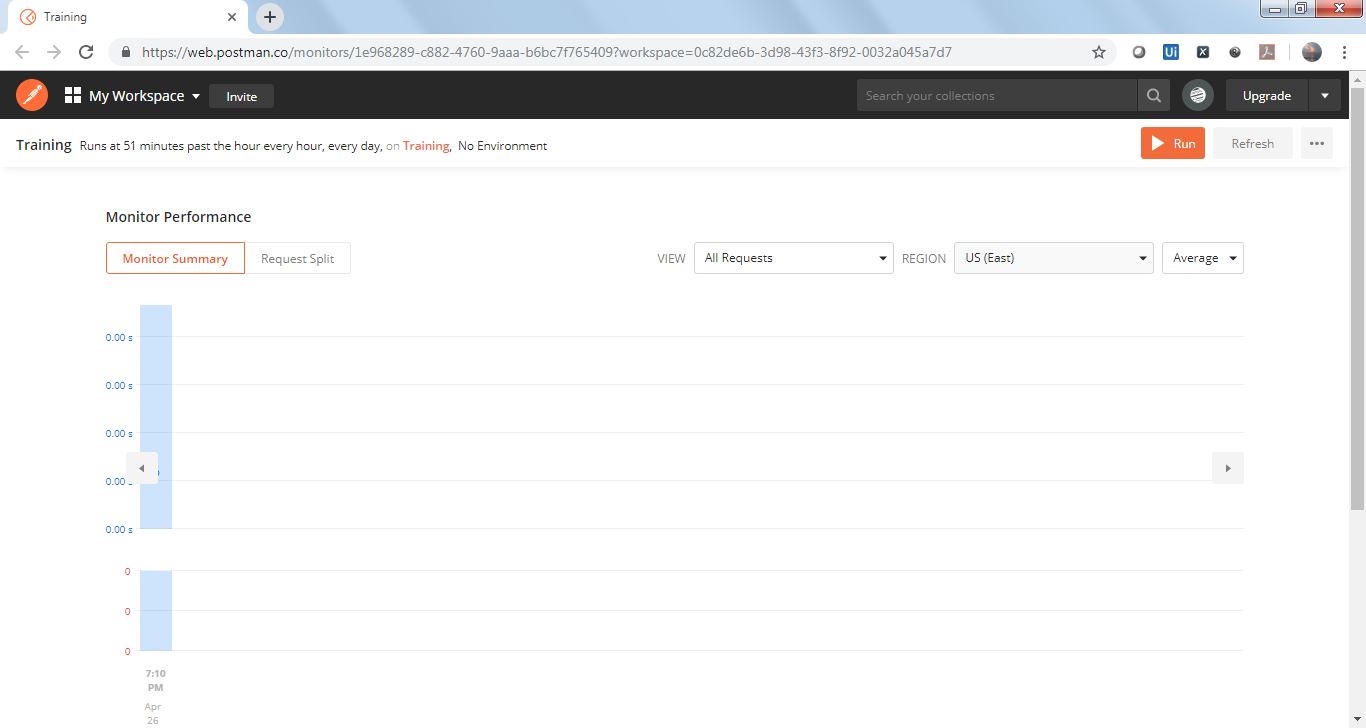 Training
https://web.postman.co/monitors/1e968289-c882-4760-9aaa-b6bc7f765409?workspace=0c82de6b-3d98-43f3-8f92-0032a045a7d7
Ui
X
My Workspace Invite Search your collections Upgrade
Training Runs at 51 minutes past the hour every hour, every day, on Training, No Environment Run Refresh
Monitor Performance
Monitor Summary Request Split VIEW All Requests REGION US (East) Average
0.00 s
0.00 s
0.00 s
0.00
0.00 s
0
0
0
7:10
PM
Apr
26